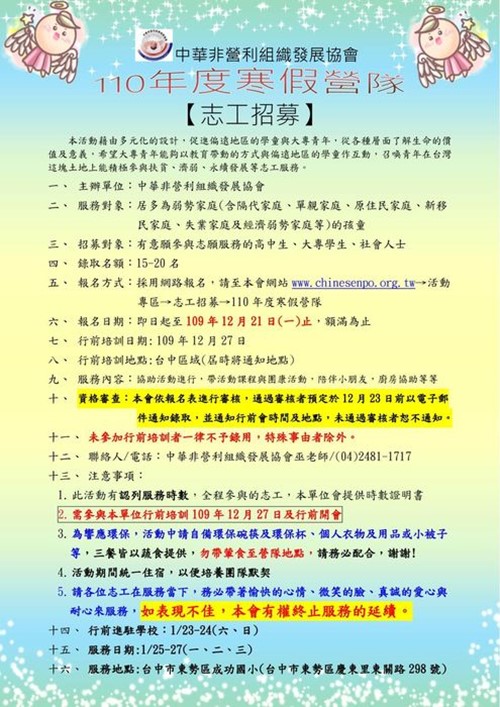 中華非營利組織發展協會
110年度寒假營隊
【志工招募】
本活動藉由多元化的設計，促進偏遠地區的學童與大專青年，從各種層面了解生命的價
值及意義，希望大專青年能夠以教育帶動的方式與偏遠地區的學童作互動，召喚青年在台灣
這塊土地上能積極參與扶貧、濟弱、永續發展等志工服務。
一、 主辦單位：中華非營利組織發展協會
二、 服務對象：居多為弱勢家庭(含隔代家庭、單親家庭、原住民家庭、新移
民家庭、失業家庭及經濟弱勢家庭等)的孩童
三、 招募對象：有意願參與志願服務的高中生、大專學生、社會人士
四、 錄取名額：15-20 名
五、 報名方式：採用網路報名，請至本會網站 www.chinesenpo.org.tw→活動
專區→志工招募→110 年度寒假營隊
六、 報名日期：即日起至 109 年 12 月 21 日(一)止，額滿為止
七、 行前培訓日期：109 年 12 月 27 日
八、 行前培訓地點：台中區域(屆時將通知地點)
九、 服務內容：協助活動進行，帶活動課程與團康活動，陪伴小朋友，廚房協助等等
十、 資格審查：本會依報名表進行審核，通過審核者預定於 12 月 23 日前以電子郵
件通知錄取，並通知行前會時間及地點，未通過審核者恕不通知。
十一、 未參加行前培訓者一律不予錄用，特殊事由者除外。
十二、 聯絡人/電話：中華非營利組織發展協會巫老師/(04)2481-1717
十三、 注意事項：
1. 此活動有認列服務時數，全程參與的志工，本單位會提供時數證明書
2. 需參與本單位行前培訓 109 年 12 月 27 日及行前開會
3. 為響應環保，活動中請自備環保碗筷及環保杯、個人衣物及用品或小被子
等，三餐皆以蔬食提供，勿帶葷食至營隊地點，請務必配合，謝謝!
4. 活動期間統一住宿，以便培養團隊默契
5. 請各位志工在服務當下，務必帶著愉快的心情、微笑的臉、真誠的愛心與
耐心來服務，如表現不佳，本會有權終止服務的延續。
十四、 行前進駐學校：1/23-24(六、日)
十五、 服務日期：1/25-27(一、二、三)
十六、 服務地點：台中市東勢區成功國小(台中市東勢區慶東里東關路 298 號)